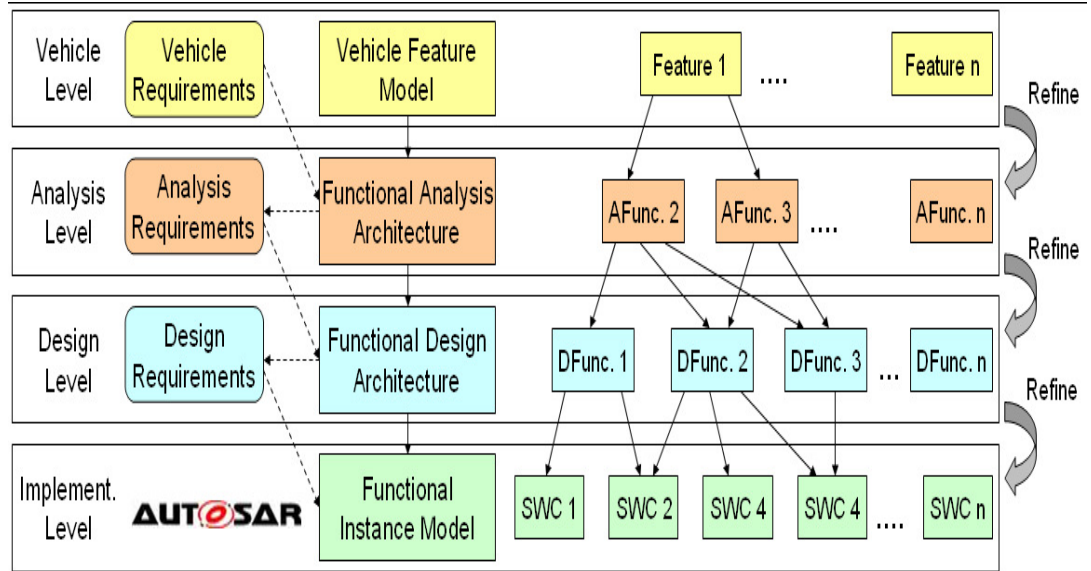 Vehicle
Level
Vehicle
Requirements
Vehicle Feature
Model
Feature 1
....
Feature n
Refine
Analysis
Level
Analysis
Requirements
Functional Analysis
Architecture
AFunc. 2
AFunc. 3
....
AFunc. n
Refine
Design
Level
Design
Requirements
Functional Design
Architecture
DFunc. 1
DFunc. 2
DFunc. 3
...
DFunc. n
Refine
Implement.
Level
AUTOSAR
Functional
Instance Model
SWC 1
SWC 2
SWC 4
SWC 4
....
SWC n